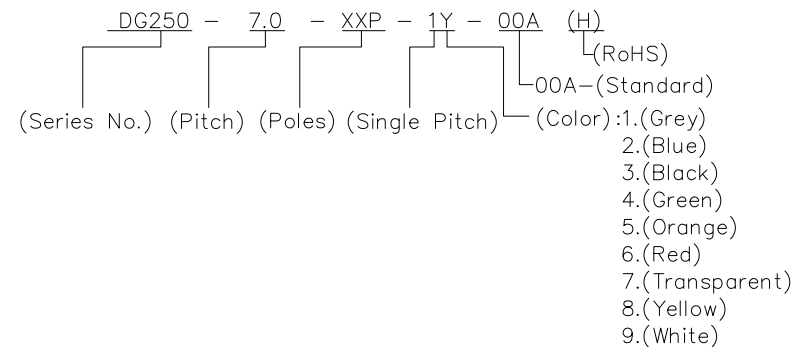 DG250 - 7.0 - XXP - 1Y - 00A (H)
(RoHS)
00A-(Standard)
(Series No.) (Pitch) (Poles) (Single Pitch) (Color):1.(Grey)
2.(Blue)
3.(Black)
4.(Green)
5.(Orange)
6.(Red)
7.(Transparent)
8.(Yellow)
9.(White)